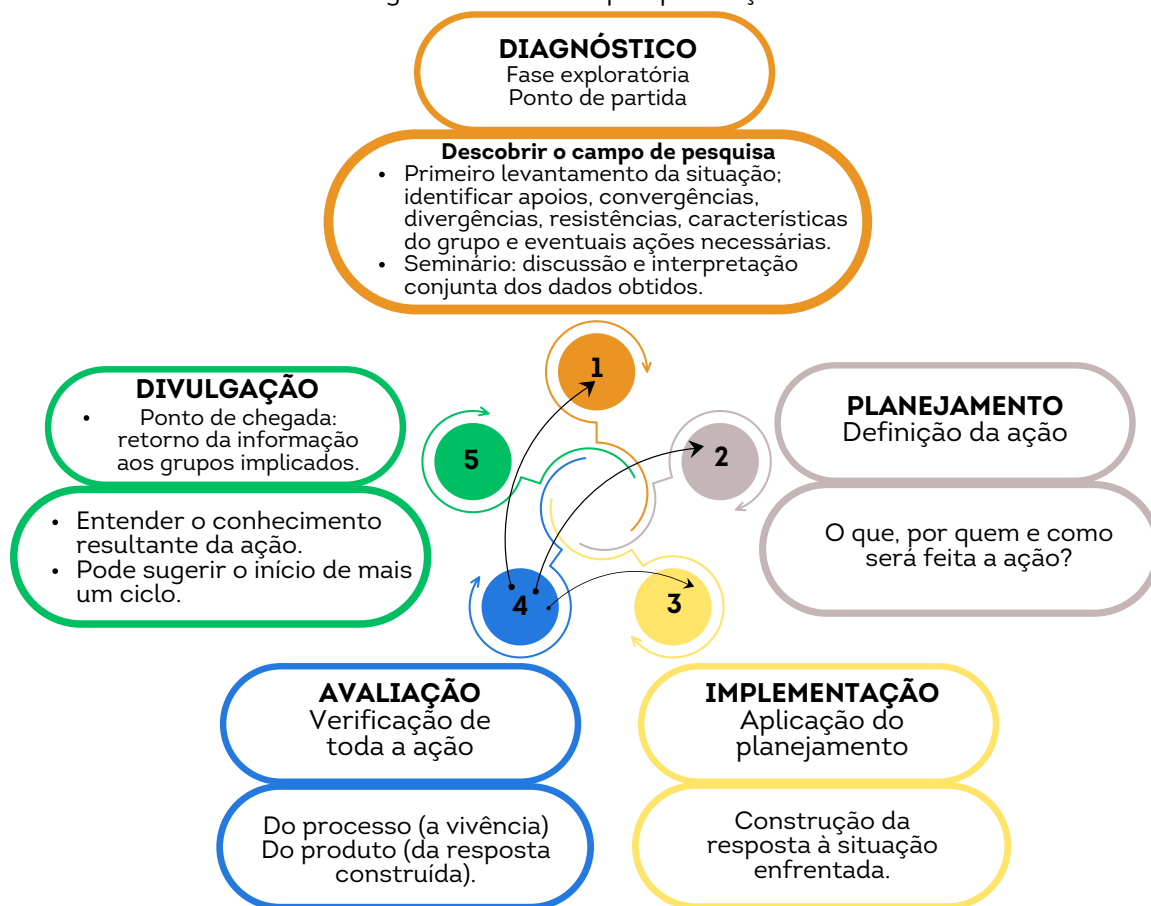 DIAGNÓSTICO
Fase exploratória
Ponto de partida
Descobrir o campo de pesquisa
• Primeiro levantamento da situação;
identificar apoios, convergências,
divergências, resistências, características
do grupo e eventuais ações necessárias.
• Seminário: discussão e interpretação
conjunta dos dados obtidos.
1
DIVULGAÇÃO
• Ponto de chegada:
retorno da informação
aos grupos implicados.
5
2
PLANEJAMENTO
Definição da ação
• Entender o conhecimento
resultante da ação.
• Pode sugerir o início de mais
um ciclo.
O que, por quem e como
será feita a ação?
4
3
AVALIAÇÃO
Verificação de
toda a ação
IMPLEMENTAÇÃO
Aplicação do
planejamento
Do processo (a vivência)
Do produto (da resposta
construída).
Construção da
resposta à situação
enfrentada.